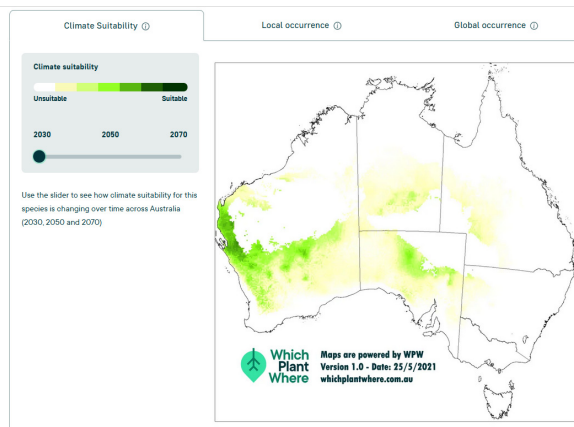 Climate Suitability ⓘ
Local occurrence ⓘ
Global occurrence ⓘ
Climate suitability
Unsuitable Suitable
2030 2050 2070
Use the slider to see how climate suitability for this
species is changing over time across Australia
(2030, 2050 and 2070)
Which
Plant
Where
Maps are powered by WPW
Version 1.0 - Date: 25/5/2021
whichplantwhere.com.au